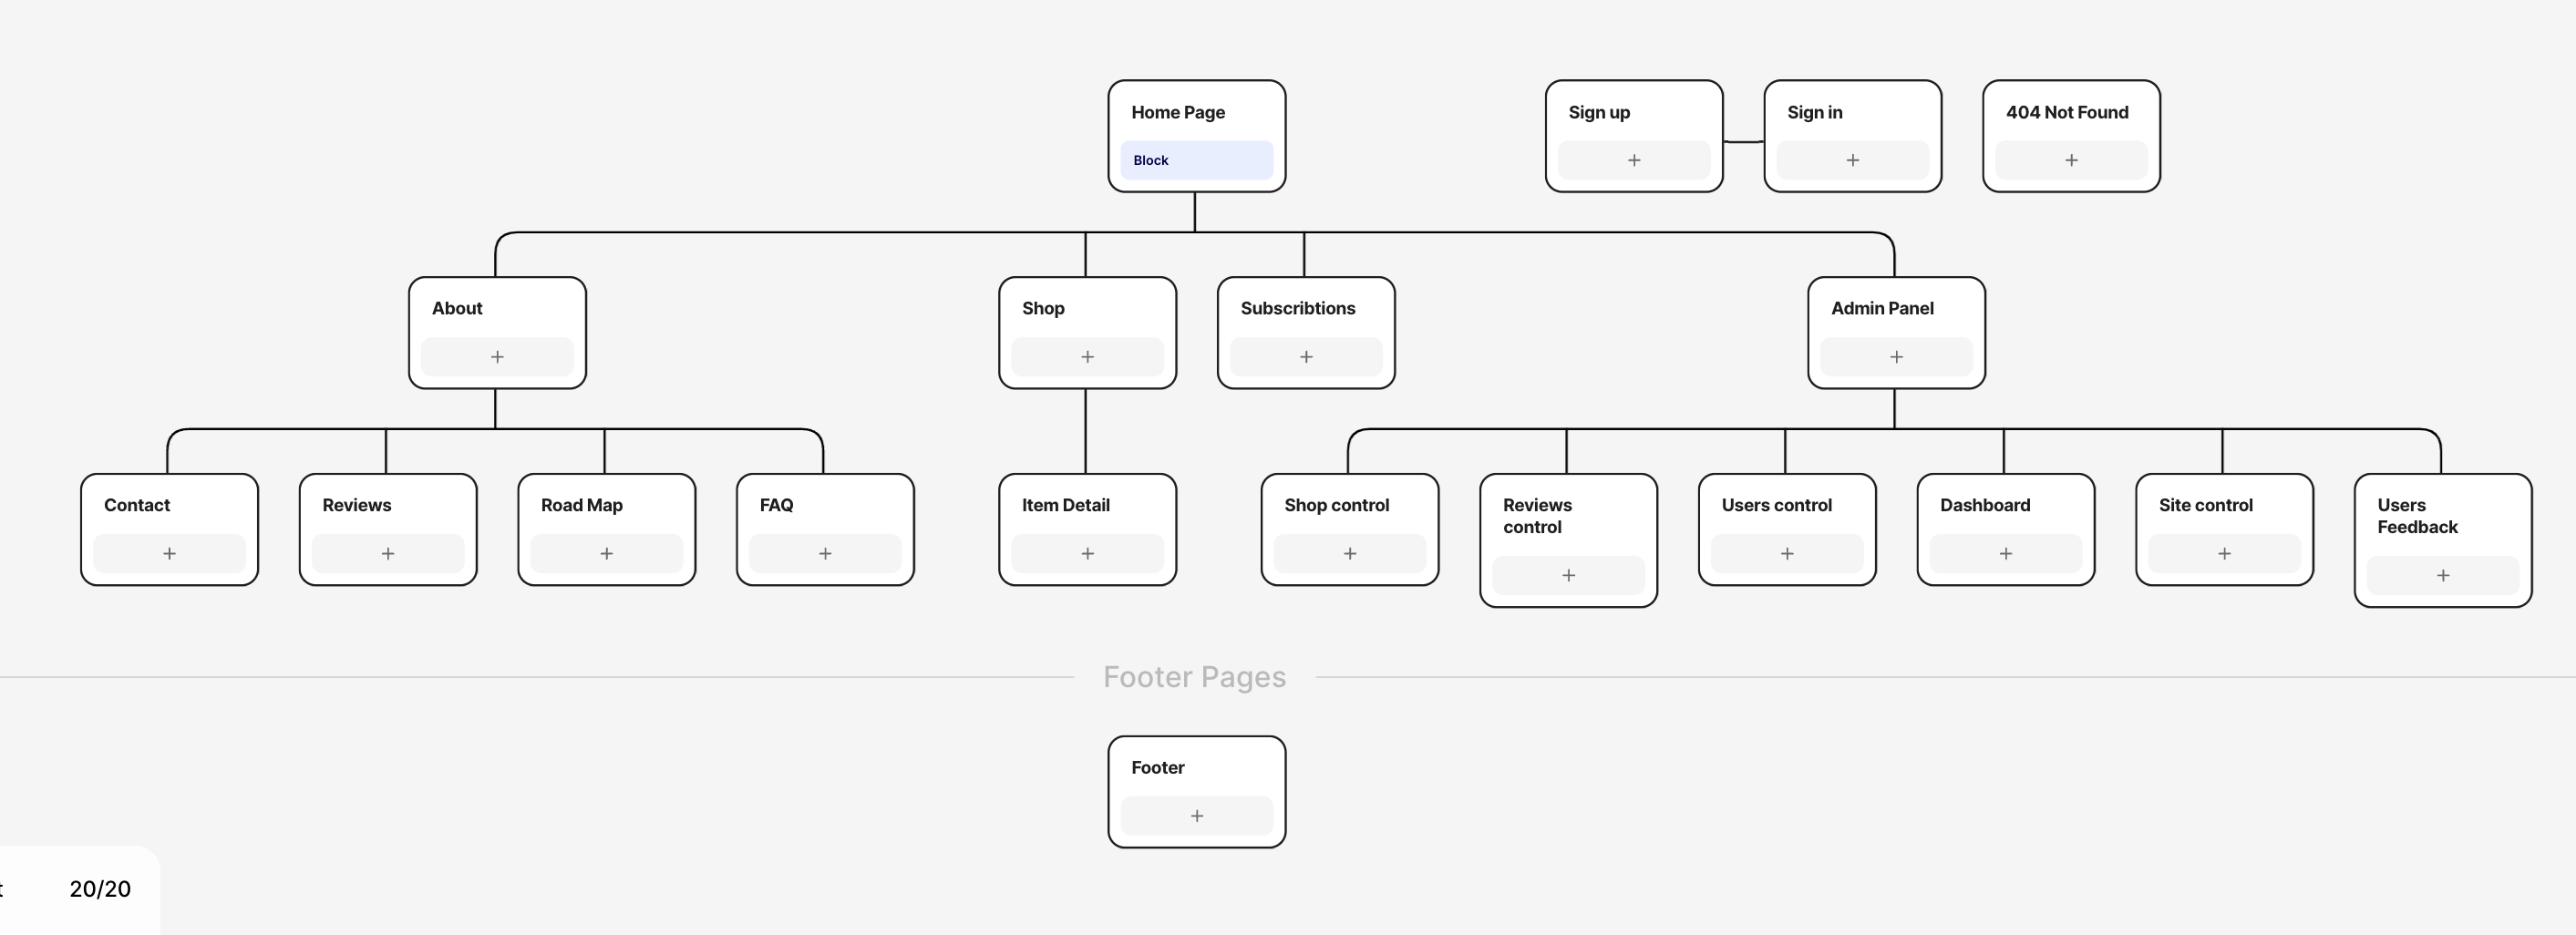 Home Page
Block
Sign up
+
Sign in
+
404 Not Found
+
About
+
Shop
+
Subscribtions
+
Admin Panel
+
Contact
+
Reviews
+
Road Map
+
FAQ
+
Item Detail
+
Shop control
+
Reviews
control
+
Users control
+
Dashboard
+
Site control
+
Users
Feedback
+
Footer Pages
Footer
+
20/20